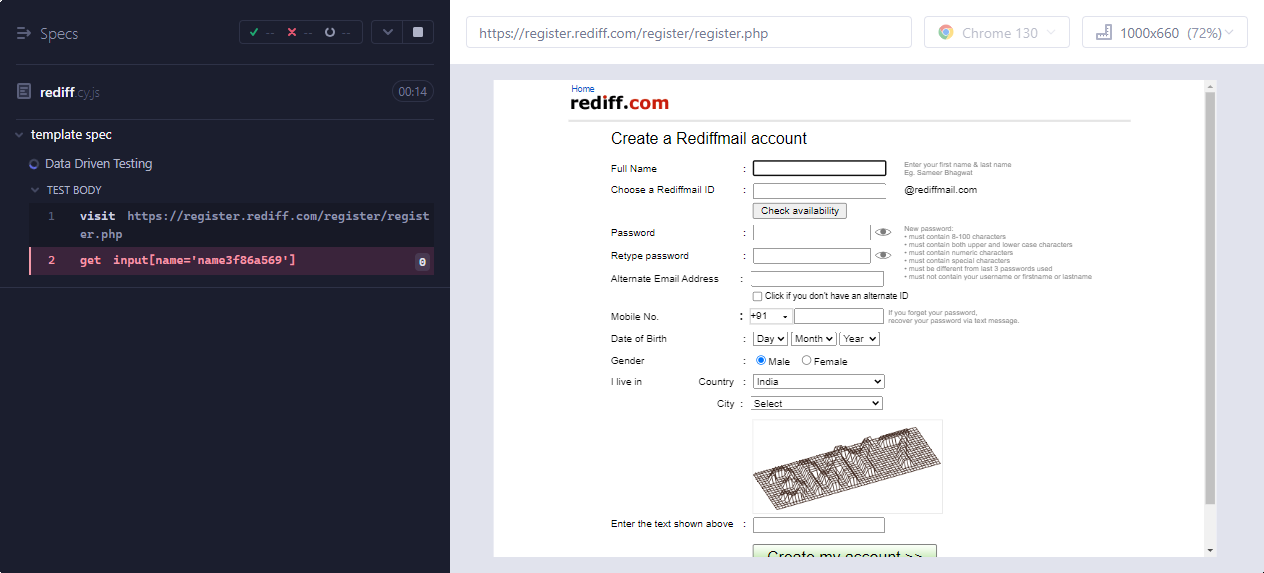 Specs
-- -- --
https://register.rediff.com/register/register.php
Chrome 130
1000x660 (72%)
rediff.cy.js
00:14
template spec
Data Driven Testing
TEST BODY
1 visit https://register.rediff.com/register/regist
er.php
2 get input[name='name3f86a569'] 0
Home
rediff.com
Create a Rediffmail account
Full Name :
Enter your first name & last name
Eg. Sameer Bhagwat
Choose a Rediffmail ID : @rediffmail.com
Check availability
Password :
Retype password :
New password:
• must contain 8-100 characters
• must contain both upper and lower case characters
• must contain numeric characters
• must contain special characters
• must be different from last 3 passwords used
• must not contain your username or firstname or lastname
Alternate Email Address :
Click if you don't have an alternate ID
Mobile No. : +91
If you forget your password,
recover your password via text message.
Date of Birth : Day Month Year
Gender : Male Female
I live in Country : India
City : Select
Enter the text shown above :
Create my account >>